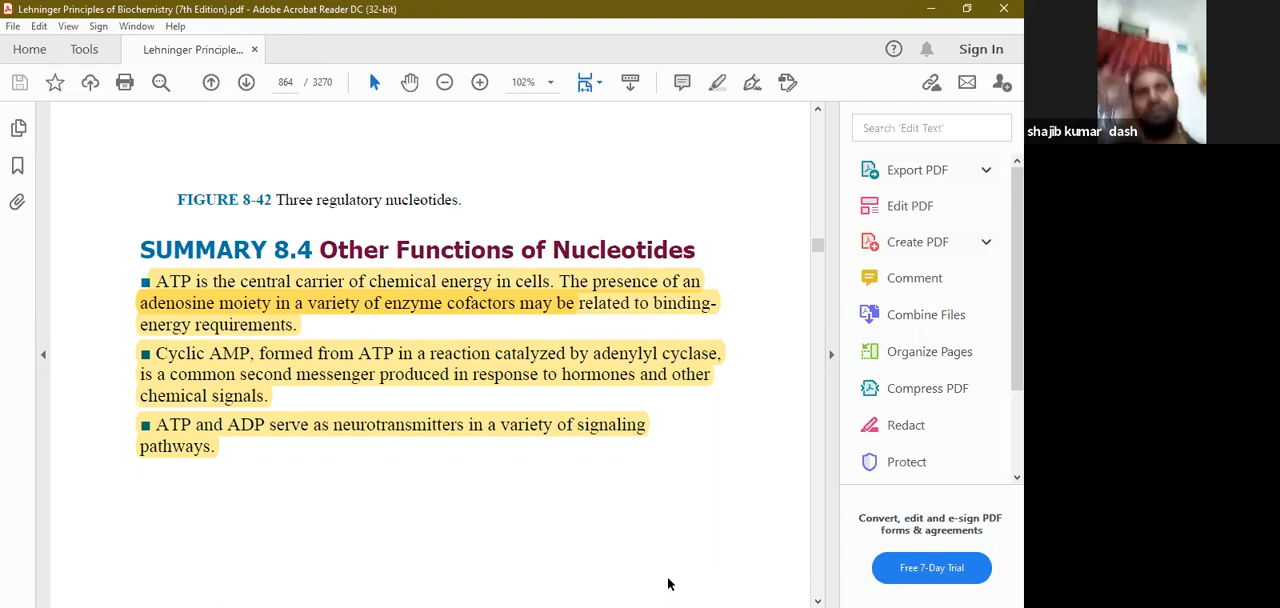 Lehninger Principles of Biochemistry (7th Edition).pdf - Adobe Acrobat Reader DC (32-bit)
File Edit View Sign Window Help
Home Tools Lehninger Principle... × Sign In
864 / 3270 102%
shajib kumar dash
Search 'Edit Text'
Export PDF
Edit PDF
Create PDF
Comment
Combine Files
Organize Pages
Compress PDF
Redact
Protect
Convert, edit and e-sign PDF
forms & agreements
Free 7-Day Trial
FIGURE 8-42 Three regulatory nucleotides.
SUMMARY 8.4 Other Functions of Nucleotides
■ ATP is the central carrier of chemical energy in cells. The presence of an
adenosine moiety in a variety of enzyme cofactors may be related to binding-
energy requirements.
■ Cyclic AMP, formed from ATP in a reaction catalyzed by adenylyl cyclase,
is a common second messenger produced in response to hormones and other
chemical signals.
■ ATP and ADP serve as neurotransmitters in a variety of signaling
pathways.